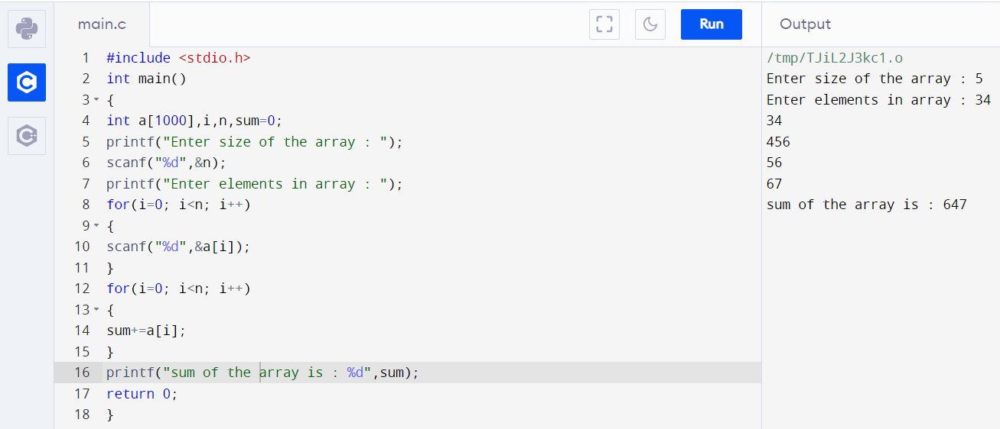 main.c
Run
Output
1 #include <stdio.h>
2 int main()
3 {
4 int a[1000],i,n,sum=0;
5 printf("Enter size of the array : ");
6 scanf("%d",&n);
7 printf("Enter elements in array : ");
8 for(i=0; i<n; i++)
9 {
10 scanf("%d",&a[i]);
11 }
12 for(i=0; i<n; i++)
13 {
14 sum+=a[i];
15 }
16 printf("sum of the array is : %d",sum);
17 return 0;
18 }
/tmp/TJiL2J3kc1.o
Enter size of the array : 5
Enter elements in array : 34
34
456
56
67
sum of the array is : 647